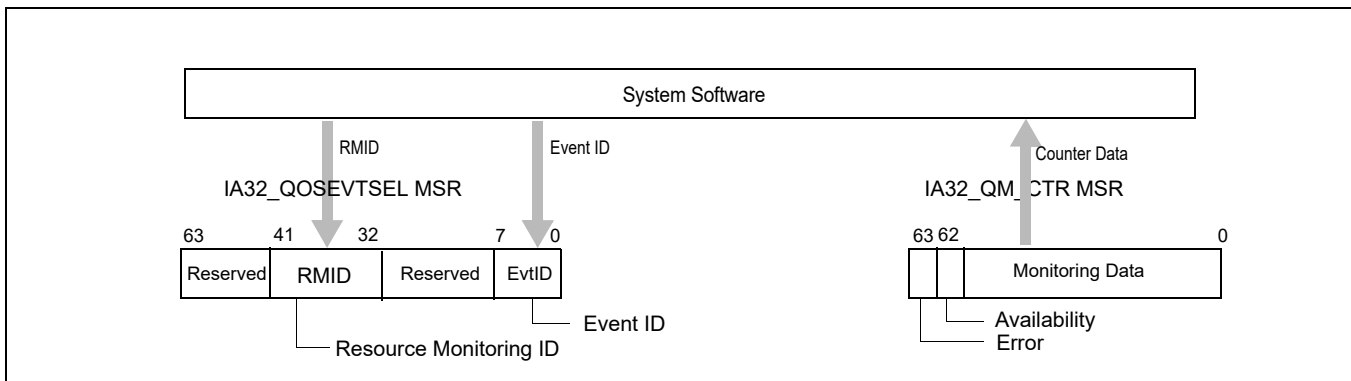 System Software
RMID
Event ID
Counter Data
IA32_QOSEVTSEL MSR
IA32_QM_CTR MSR
63 41 32 7 0
63 62 0
Reserved RMID Reserved EvtID
Monitoring Data
Event ID
Resource Monitoring ID
Availability
Error